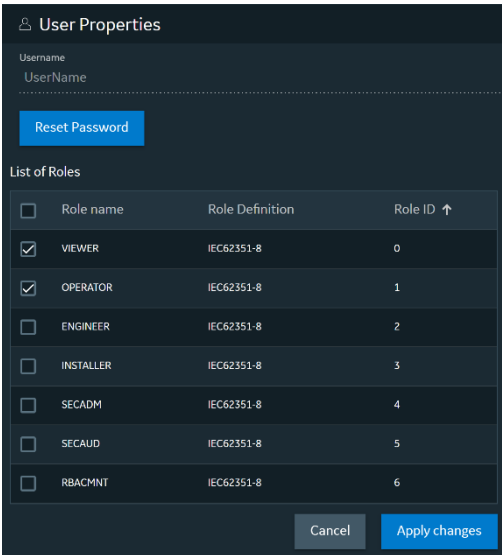 User Properties
Username
UserName
Reset Password
List of Roles
Role name Role Definition Role ID ↑
VIEWER IEC62351-8 0
OPERATOR IEC62351-8 1
ENGINEER IEC62351-8 2
INSTALLER IEC62351-8 3
SECADM IEC62351-8 4
SECAUD IEC62351-8 5
RBACMNT IEC62351-8 6
Cancel Apply changes